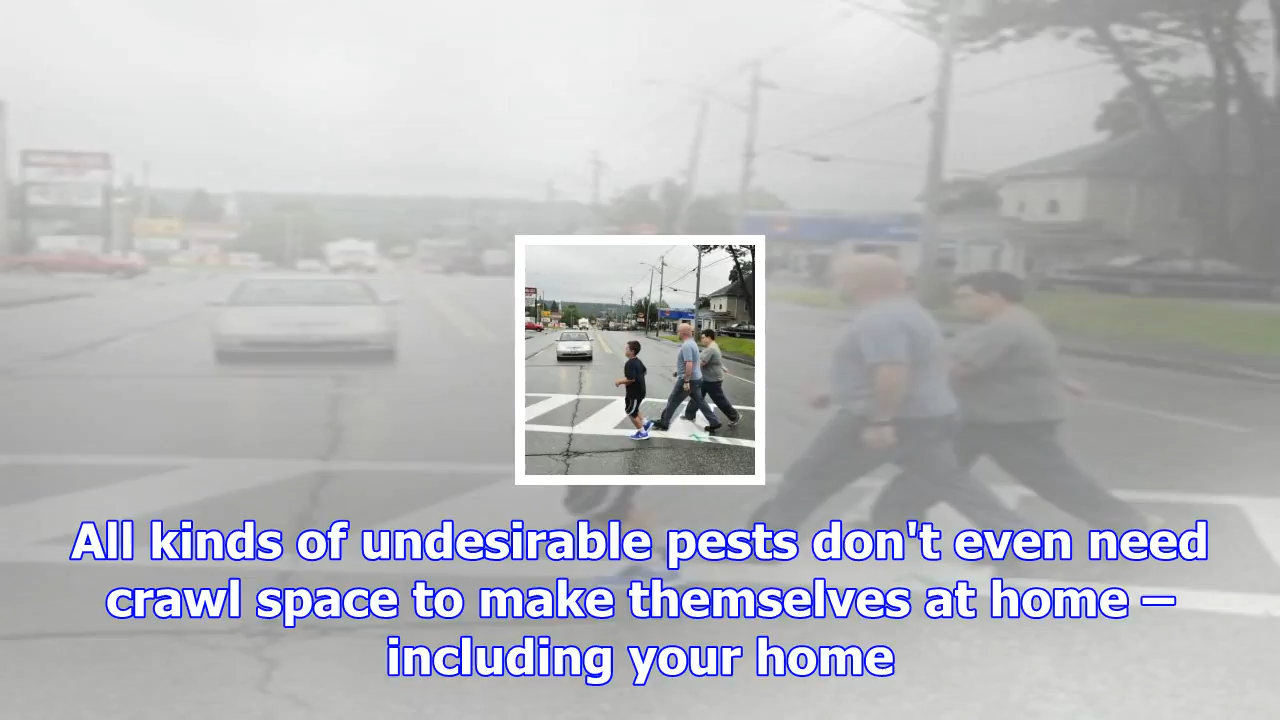 All kinds of undesirable pests don't even need
crawl space to make themselves at home –
including your home